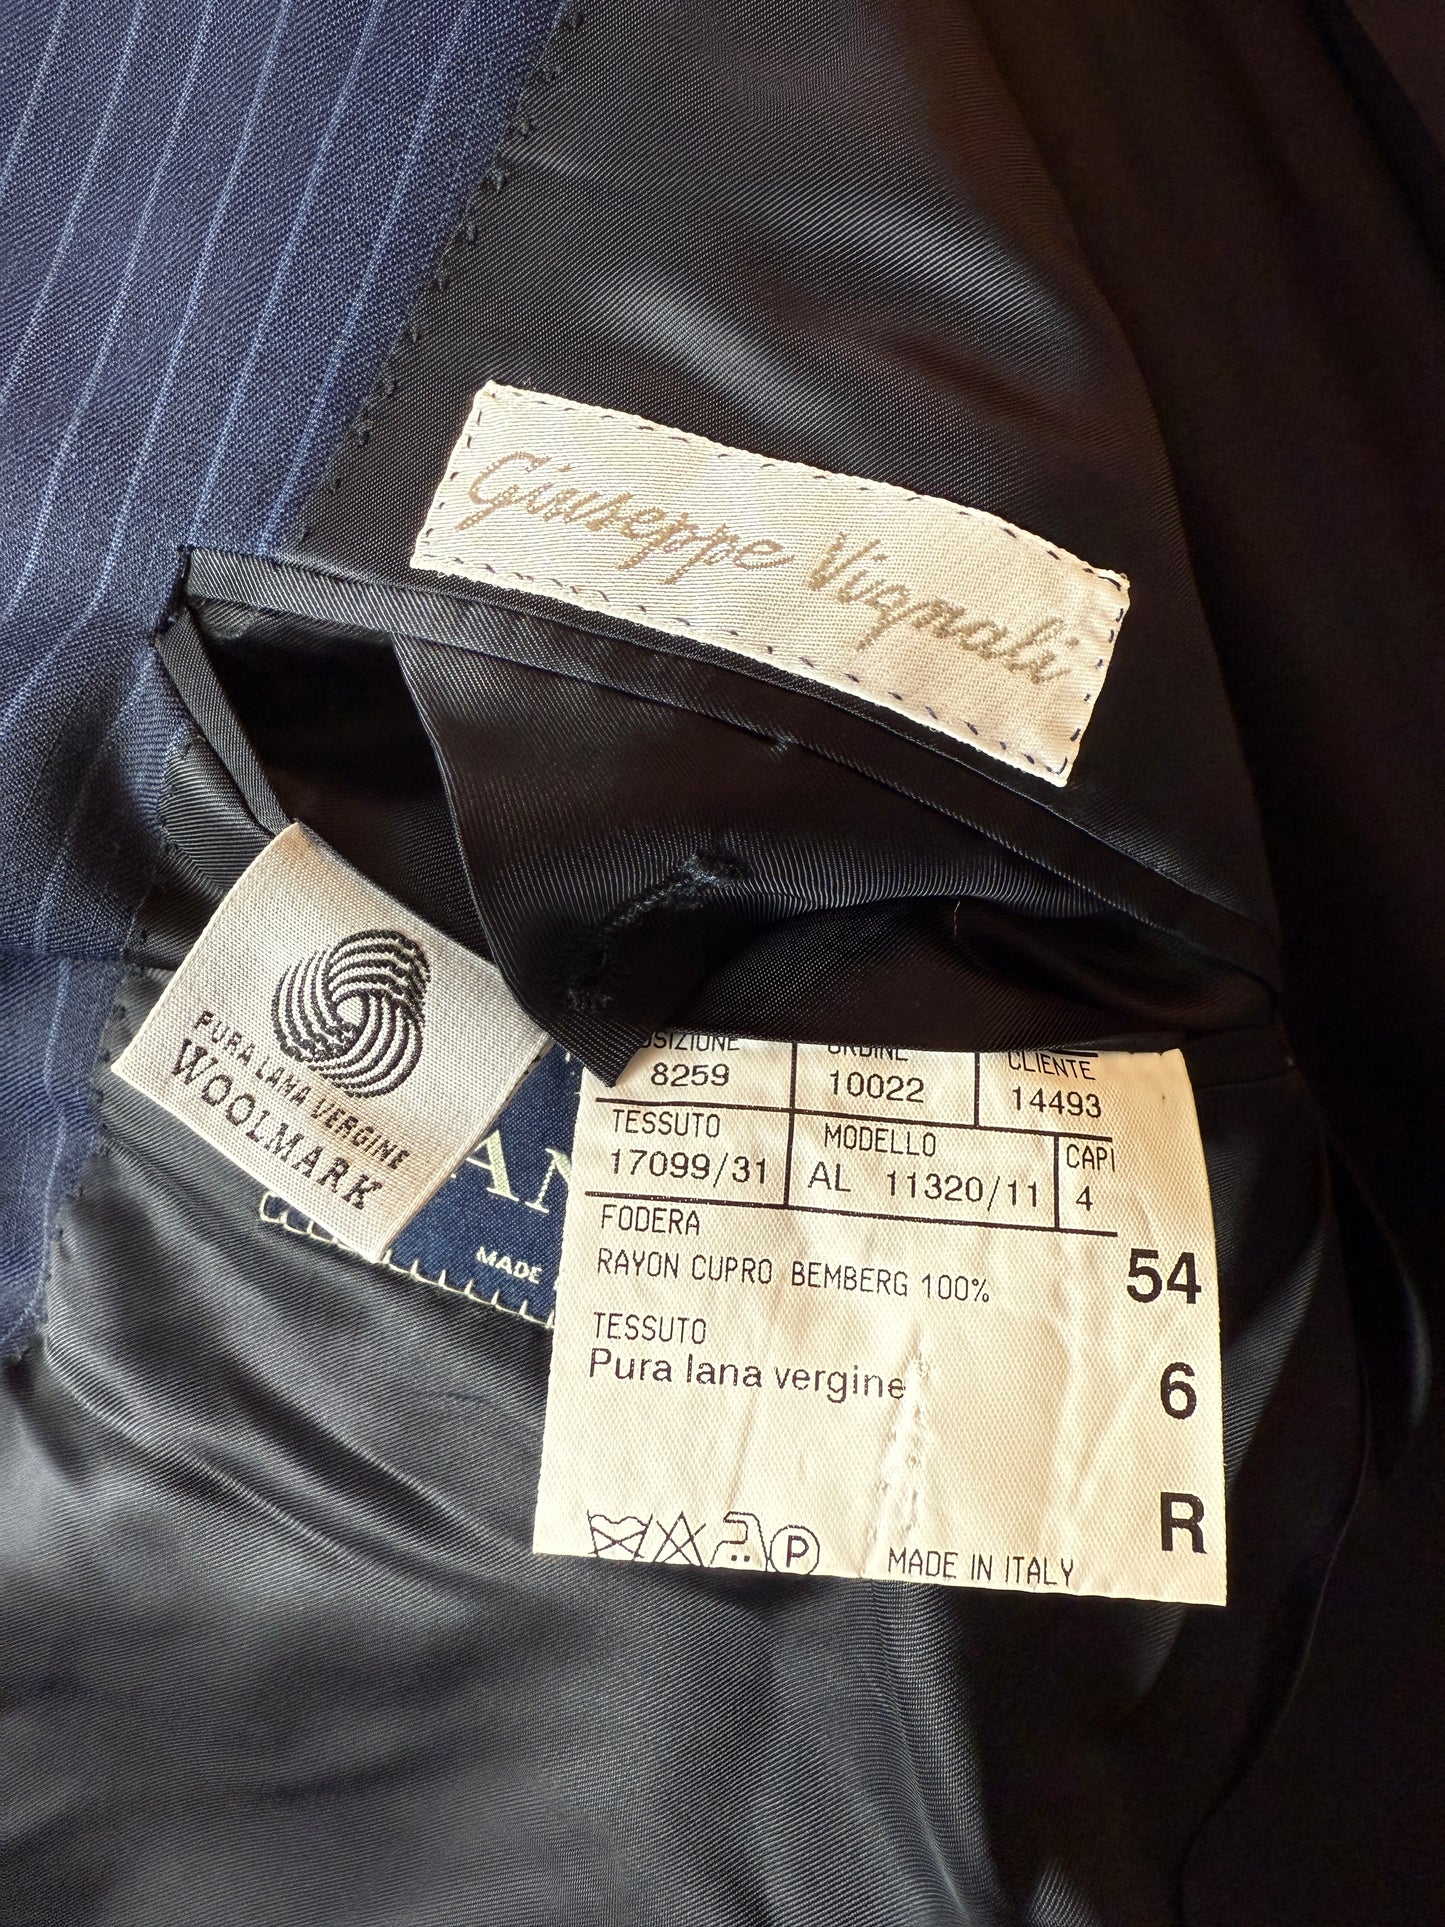 Giuseppe Vignali
PURA LANA VERGINE
WOOLMARK
MADE
8259
ORDINE
10022
CLIENTE
14493
TESSUTO
17099/31
MODELLO
AL 11320/11
CAPI
4
FODERA
RAYON CUPRO BEMBERG 100%
54
TESSUTO
Pura lana vergine
6
R
P
MADE IN ITALY